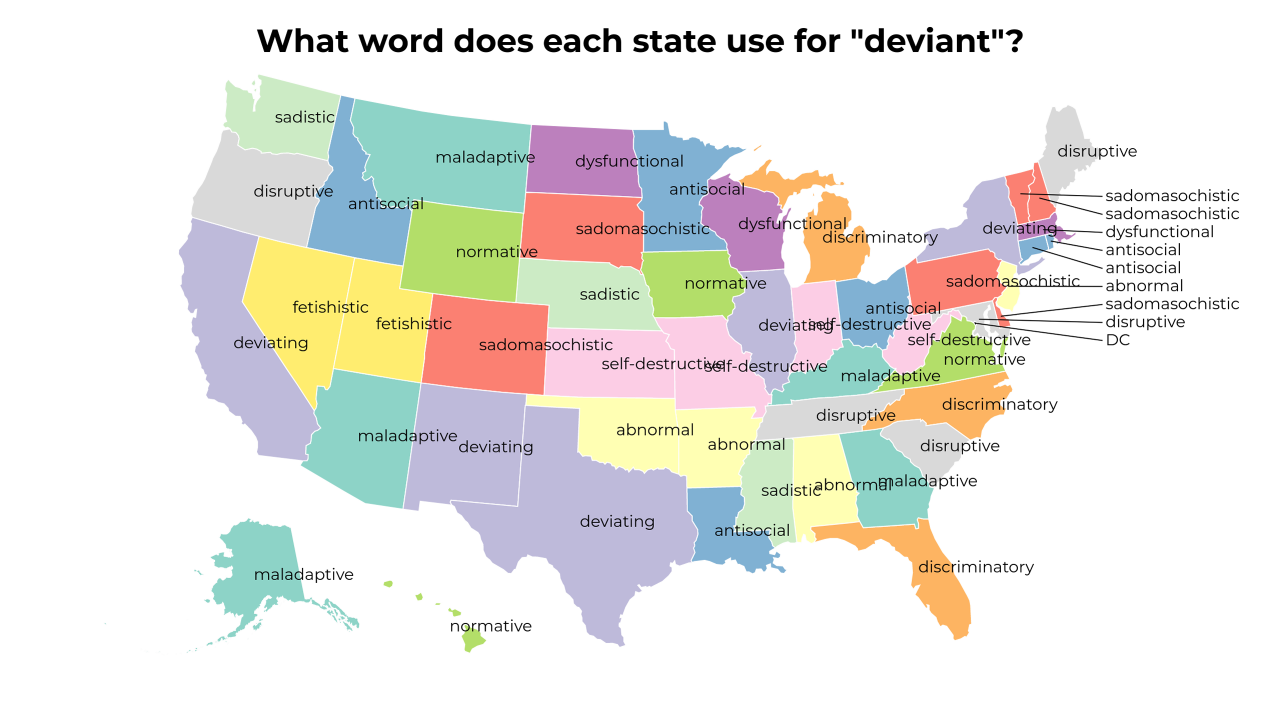 What word does each state use for "deviant"?
sadistic
maladaptive
dysfunctional
disruptive
disruptive
antisocial
antisocial
sadomasochistic
sadomasochistic
antisocial
dysfunctional
deviating
sadomasochistic
dysfunctional
discriminatory
antisocial
normative
antisocial
normative
sadomasochistic
abnormal
sadistic
sadomasochistic
fetishistic
antisocial
disruptive
fetishistic
deviating
self-destructive
self-destructive
DC
deviating
sadomasochistic
normative
self-destructive
self-destructive
maladaptive
discriminatory
disruptive
abnormal
maladaptive
deviating
abnormal
disruptive
sadistic
abnormal
maladaptive
deviating
antisocial
discriminatory
maladaptive
normative